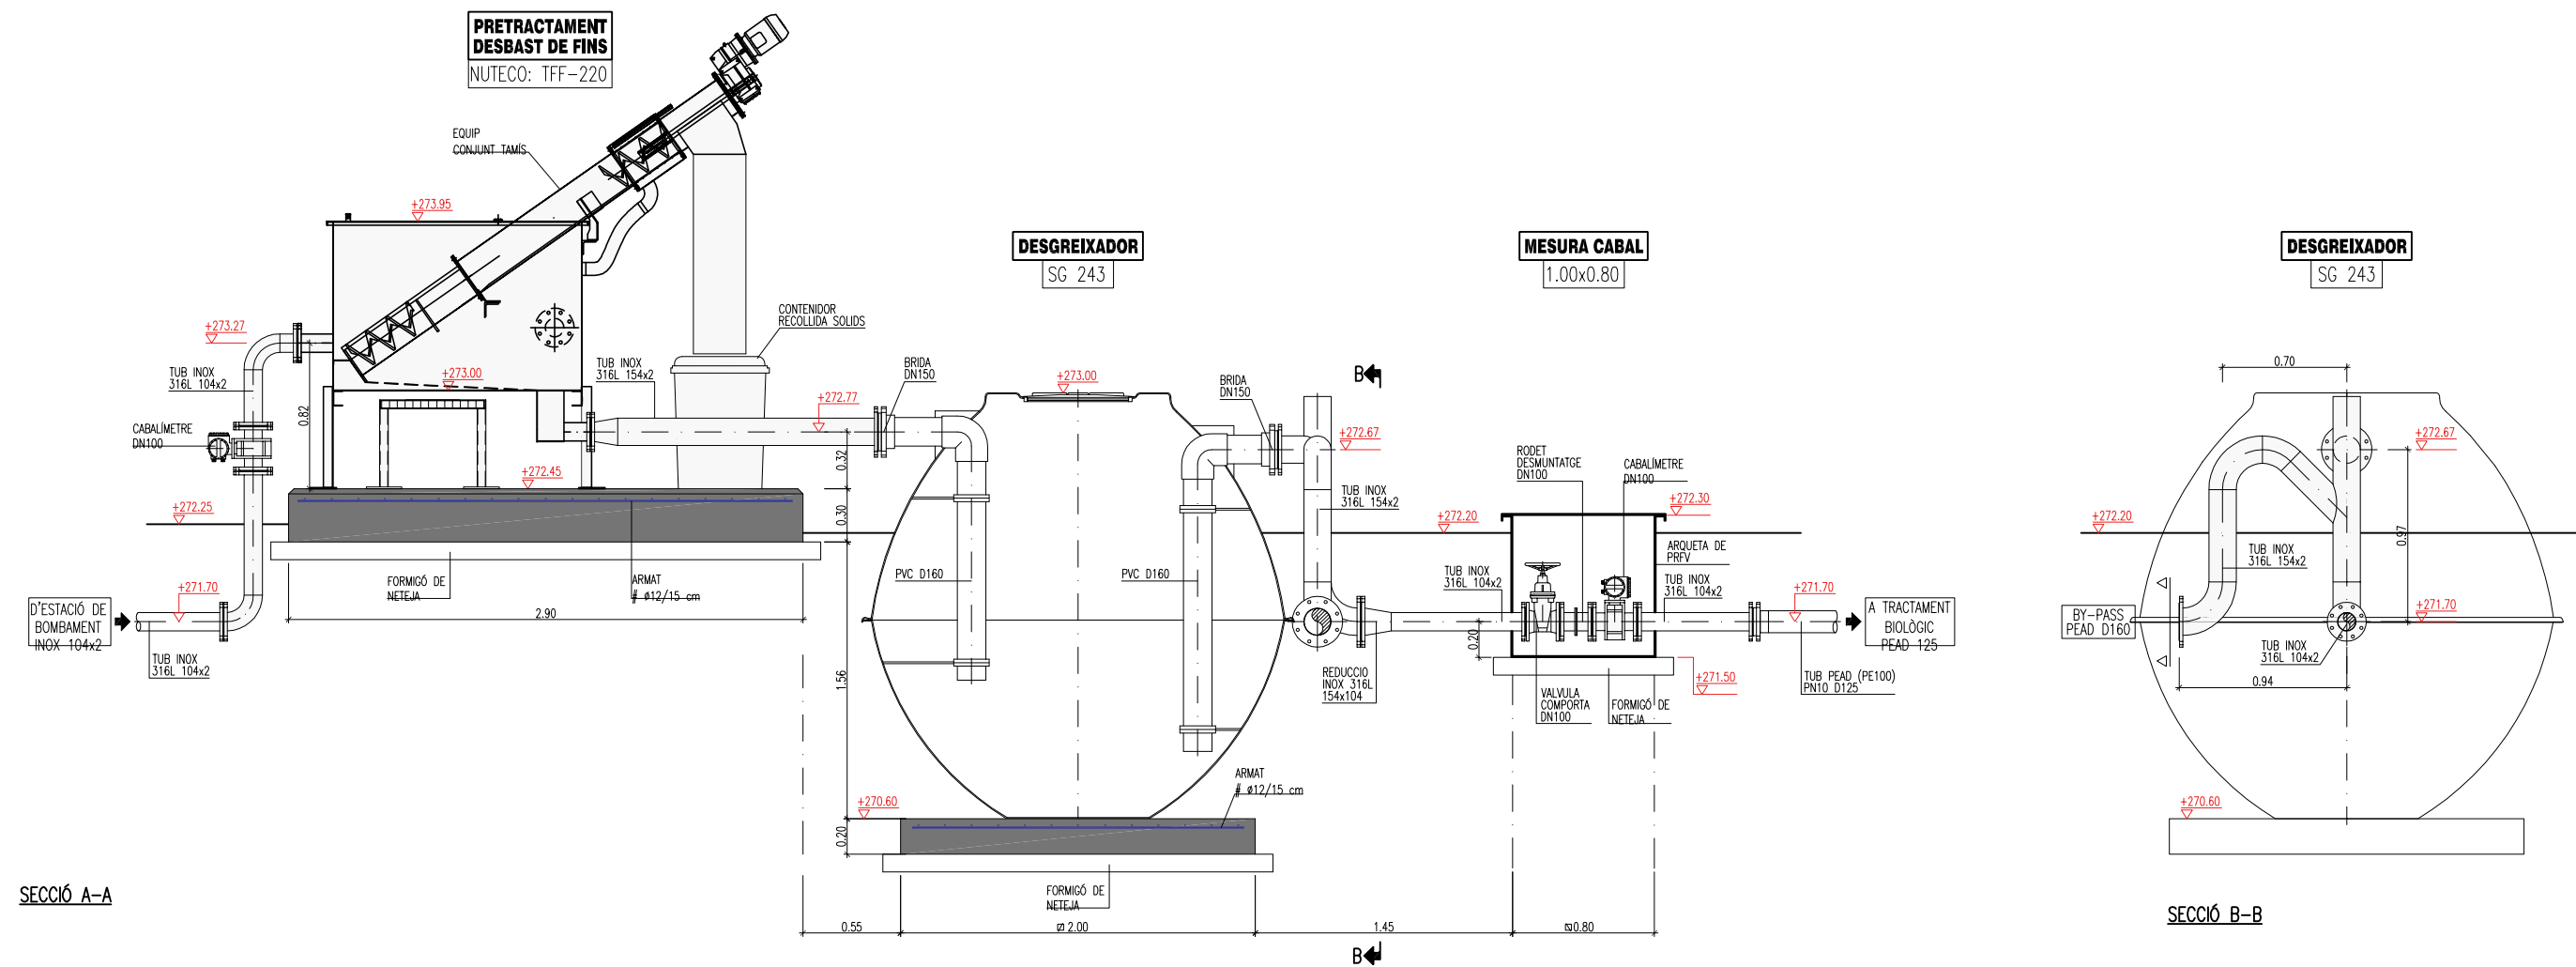 PRETRACTAMENT
DESBAST DE FINS
NUTECO: TFF-220
EQUIP
CONJUNT TAMÍS
+273.95
+273.27
TUB INOX
316L 104x2
CABALÍMETRE
DN100
0.82
+273.00
+272.45
+272.25
+271.70
D'ESTACIÓ DE
BOMBAMENT
INOX 104x2
TUB INOX
316L 104x2
FORMIGÓ DE
NETEJA
ARMAT
# ø12/15 cm
2.90
TUB INOX
316L 154x2
CONTENIDOR
RECOLLIDA SOLIDS
+272.77
BRIDA
DN150
0.32
0.30
1.56
0.20
DESGREIXADOR
SG 243
+273.00
PVC D160
PVC D160
BRIDA
DN150
+270.60
ARMAT
# ø12/15 cm
FORMIGÓ DE
NETEJA
B
+272.67
TUB INOX
316L 154x2
REDUCCIO
INOX 316L
154x104
MESURA CABAL
1.00x0.80
RODET
DESMUNTATGE
DN100
CABALÍMETRE
DN100
+272.20
+272.30
ARQUETA DE
PRFV
TUB INOX
316L 104x2
TUB INOX
316L 104x2
0.20
VALVULA
COMPORTA
DN100
FORMIGÓ DE
NETEJA
+271.50
+271.70
A TRACTAMENT
BIOLÒGIC
PEAD 125
TUB PEAD (PE100)
PN10 D125
0.55
2.00
1.45
0.80
B
SECCIÓ A-A
DESGREIXADOR
SG 243
0.70
+272.67
+272.20
0.97
TUB INOX
316L 154x2
BY-PASS
PEAD D160
+271.70
TUB INOX
316L 104x2
0.94
+270.60
SECCIÓ B-B